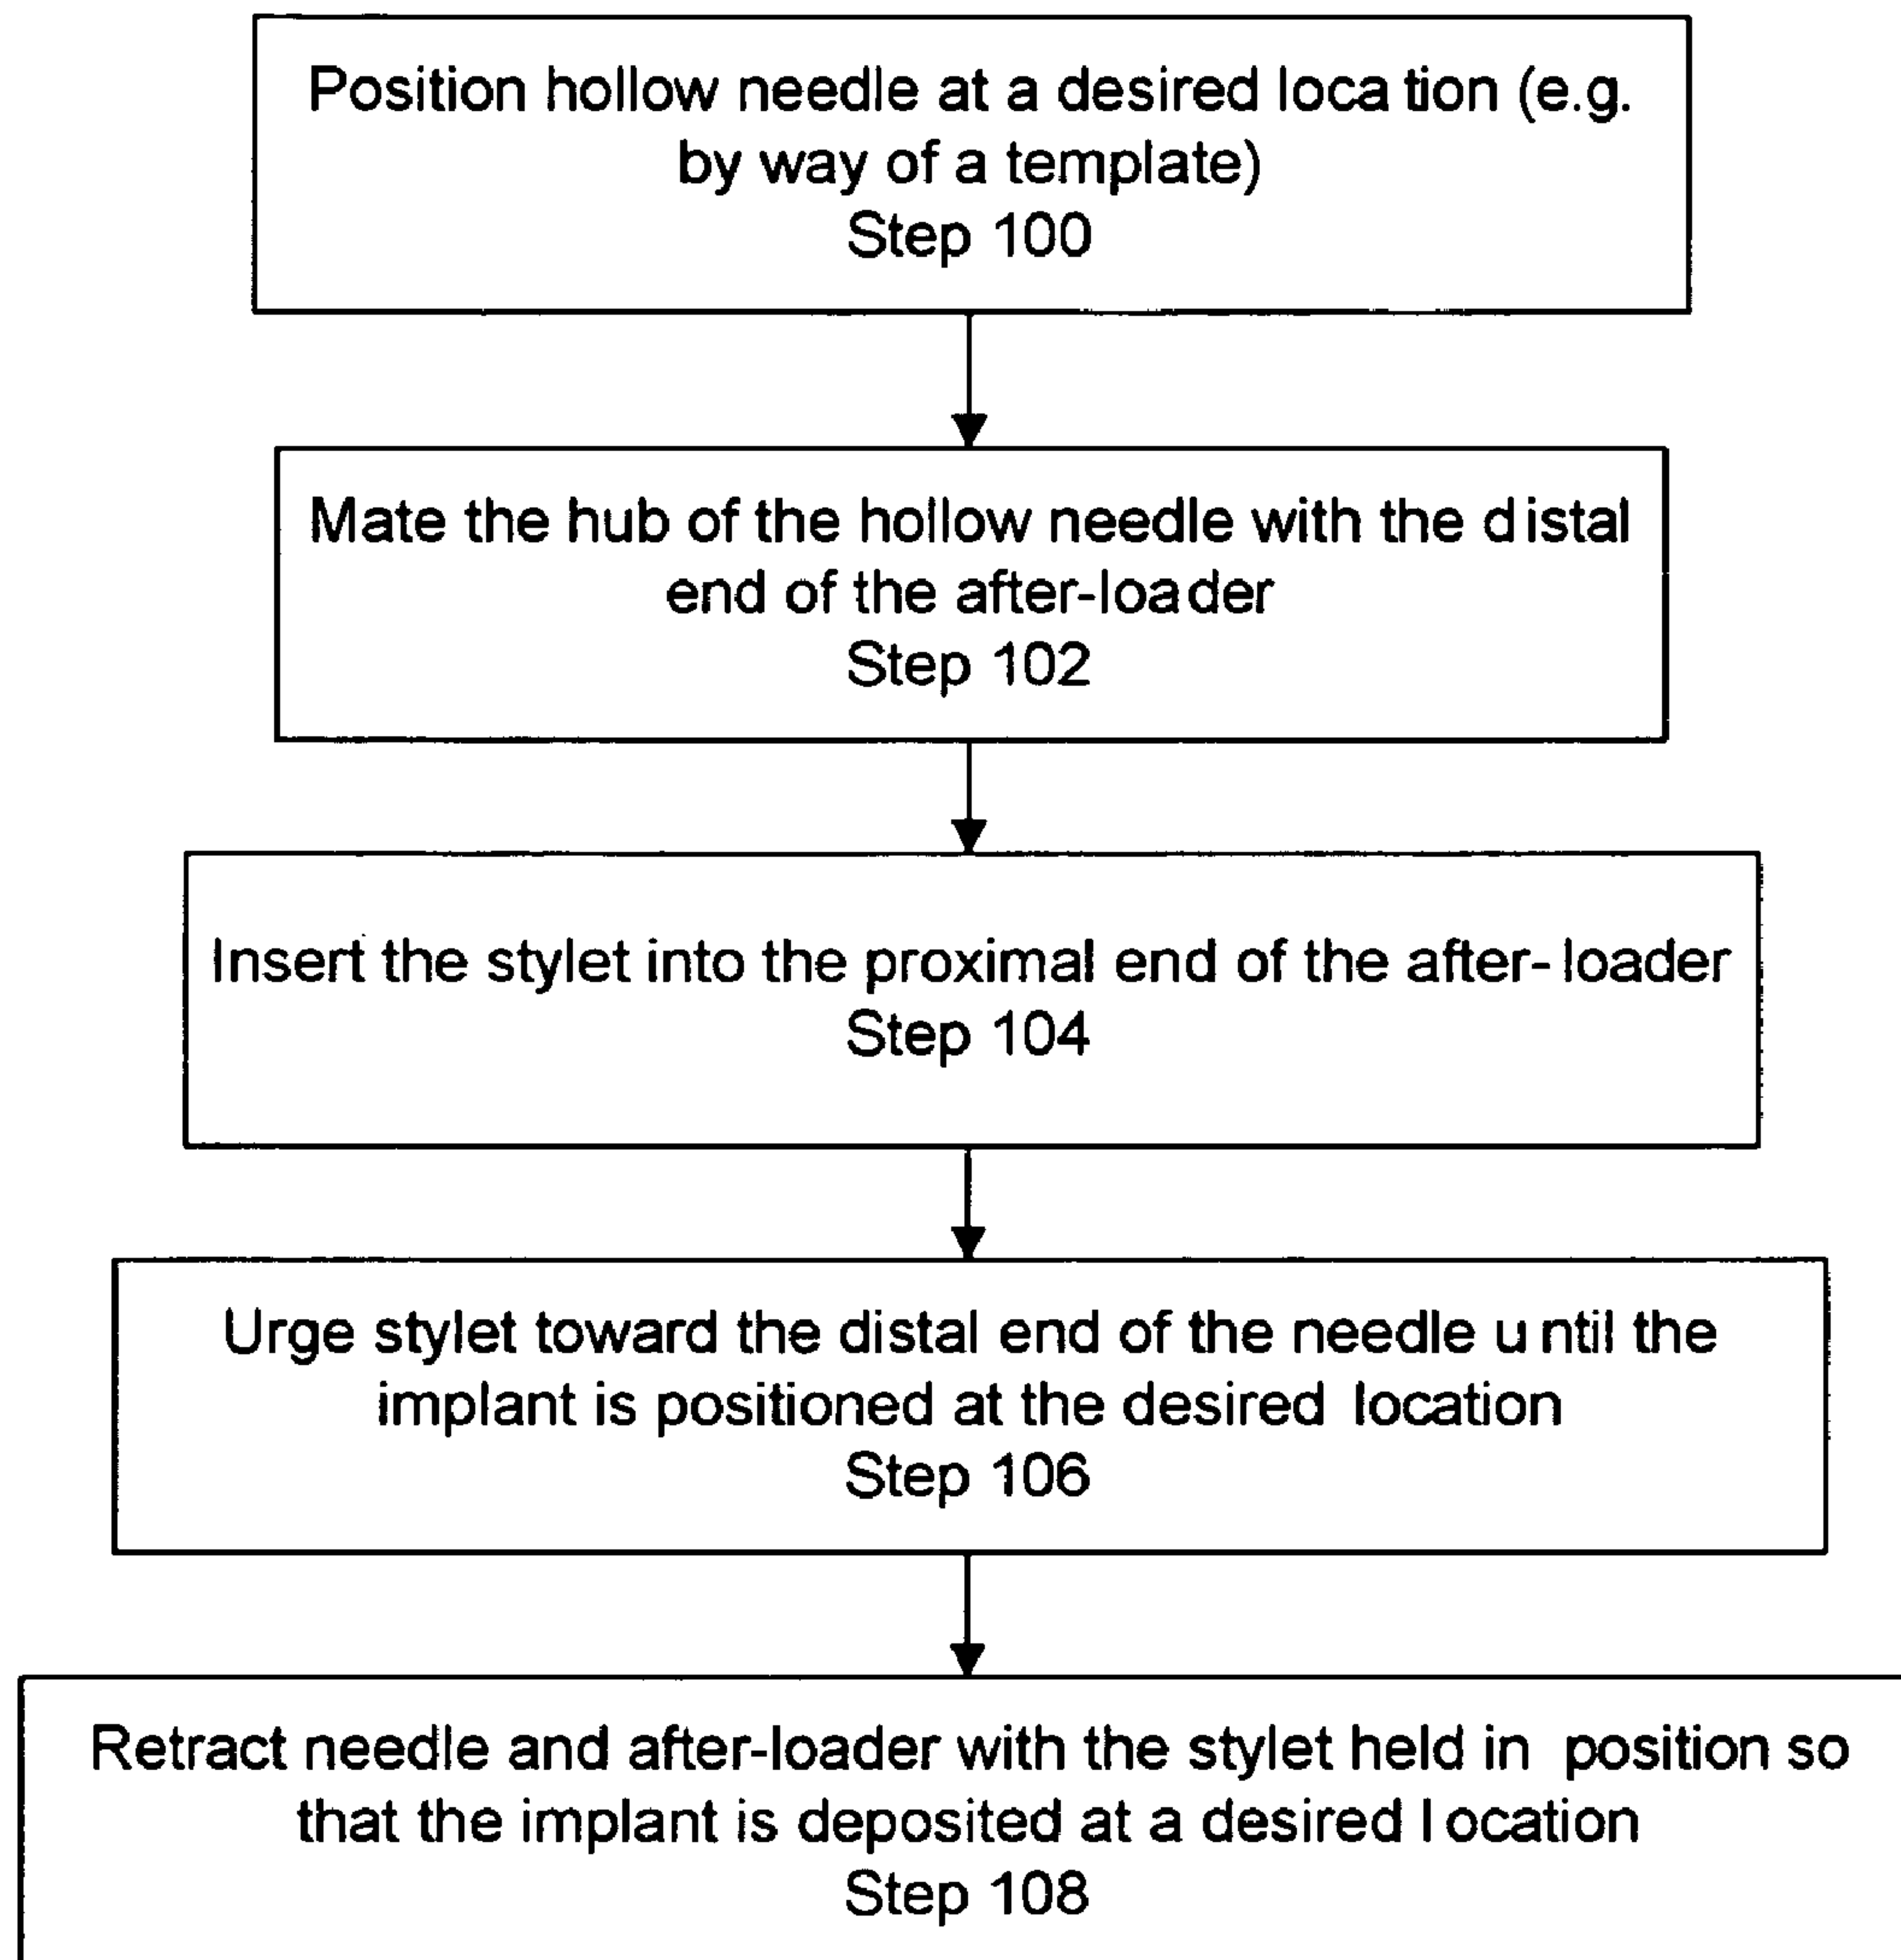 Position hollow needle at a desired location (e.g.
by way of a template)
Step 100
Mate the hub of the hollow needle with the distal
end of the after-loader
Step 102
Insert the stylet into the proximal end of the after-loader
Step 104
Urge stylet toward the distal end of the needle until the
implant is positioned at the desired location
Step 106
Retract needle and after-loader with the stylet held in position so
that the implant is deposited at a desired location
Step 108